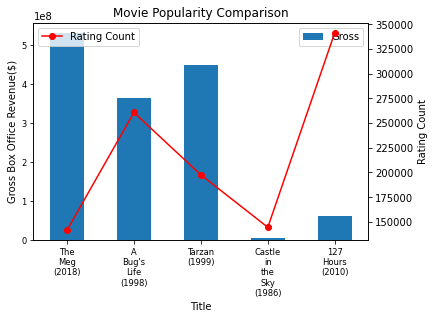 Movie Popularity Comparison
1e8
Rating Count
Gross
350000
325000
300000
275000
250000
225000
200000
175000
150000
5
4
3
2
1
0
Gross Box Office Revenue($)
Rating Count
The
Meg
(2018)
A
Bug's
Life
(1998)
Tarzan
(1999)
Castle
in
the
Sky
(1986)
127
Hours
(2010)
Title